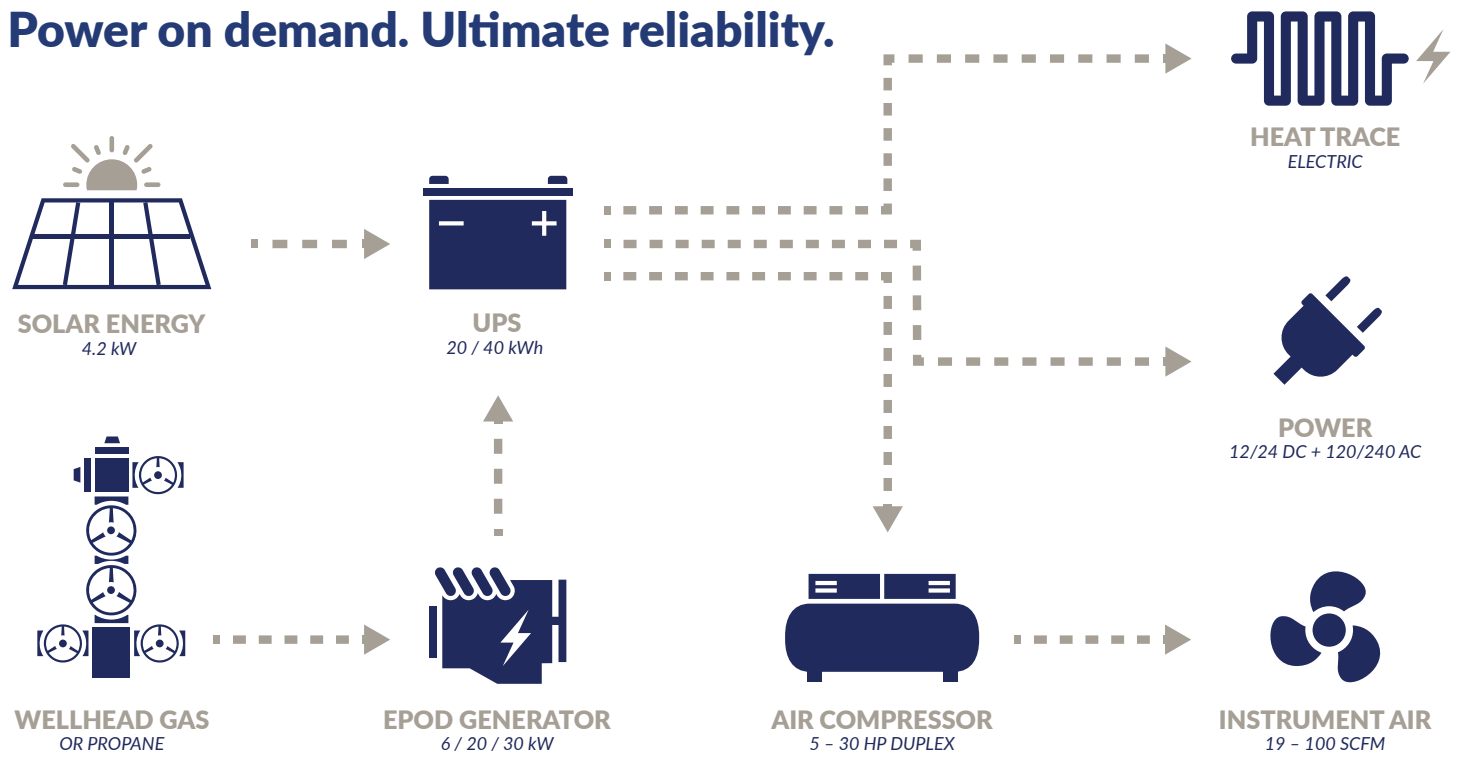 Power on demand. Ultimate reliability.
HEAT TRACE
ELECTRIC
SOLAR ENERGY
4.2 kW
UPS
20 / 40 kWh
POWER
12/24 DC + 120/240 AC
WELLHEAD GAS
OR PROPANE
EPOD GENERATOR
6 / 20 / 30 kW
AIR COMPRESSOR
5 – 30 HP DUPLEX
INSTRUMENT AIR
19 – 100 SCFM